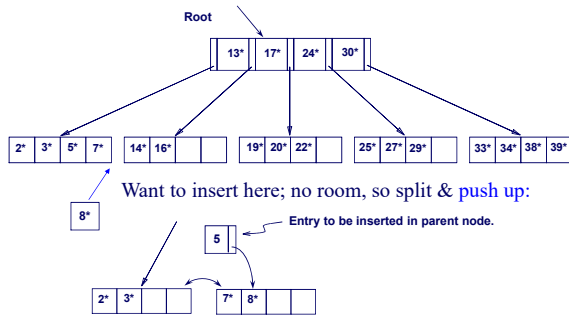 Root
13* 17* 24* 30*
2* 3* 5* 7* 14* 16* 19* 20* 22* 25* 27* 29* 33* 34* 38* 39*
Want to insert here; no room, so split & push up:
8*
Entry to be inserted in parent node.
5
2* 3* 7* 8*